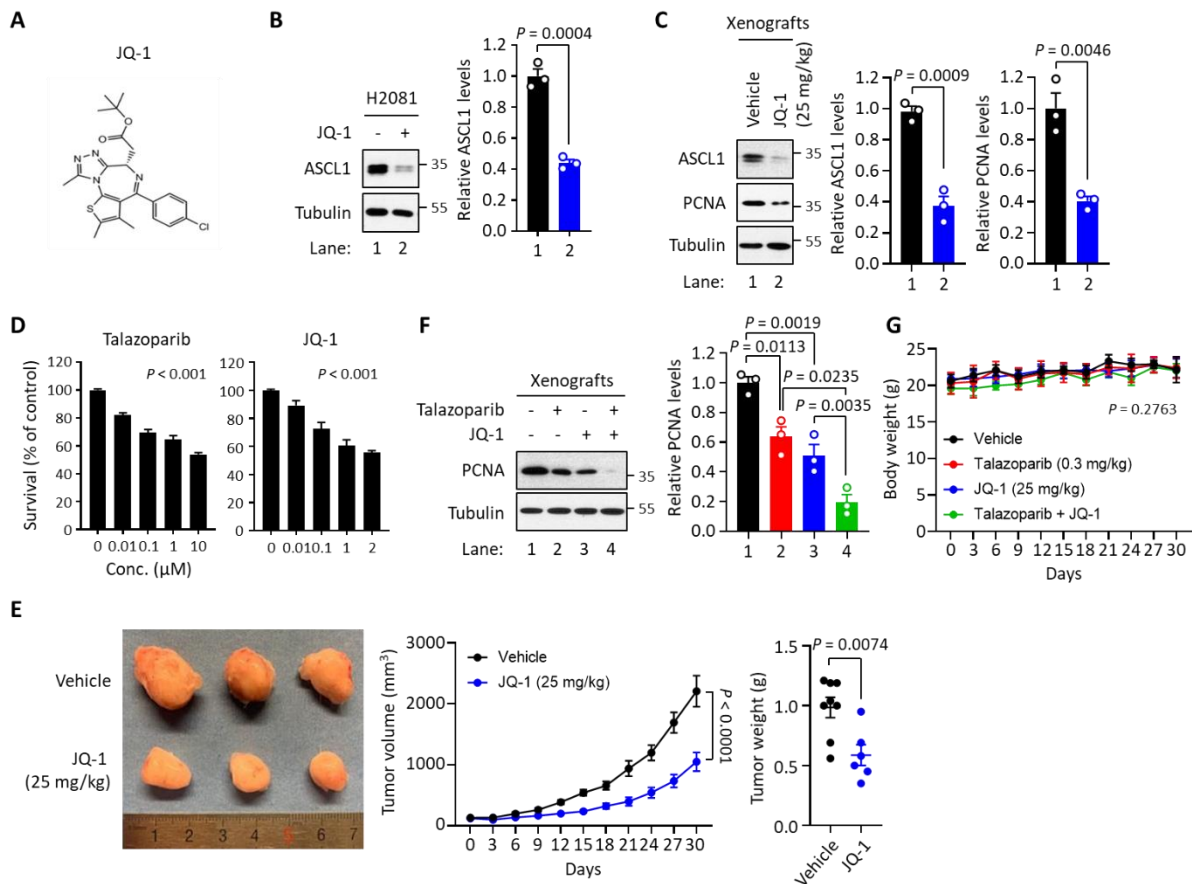 A
JQ-1
O
O
N
N
N
N
S
Cl
B
H2081
JQ-1 - +
ASCL1
35
Tubulin
55
Lane: 1 2
Relative ASCL1 levels
P = 0.0004
1.2
1.0
0.8
0.6
0.4
0.2
0.0
1 2
C
Xenografts
Vehicle
JQ-1
(25 mg/kg)
ASCL1
35
PCNA
35
Tubulin
55
Lane: 1 2
Relative ASCL1 levels
P = 0.0009
1.2
1.0
0.8
0.6
0.4
0.2
0.0
1 2
Relative PCNA levels
P = 0.0046
1.2
1.0
0.8
0.6
0.4
0.2
0.0
1 2
D
Talazoparib
Survival (% of control)
P < 0.001
120
100
80
60
40
20
0
0 0.01 0.1 1 10
Conc. (µM)
JQ-1
P < 0.001
120
100
80
60
40
20
0
0 0.01 0.1 1 2
F
Xenografts
Talazoparib - + - +
JQ-1 - - + +
PCNA
35
Tubulin
55
Lane: 1 2 3 4
Relative PCNA levels
P = 0.0019
P = 0.0113
P = 0.0235
P = 0.0035
1.2
1.0
0.8
0.6
0.4
0.2
0.0
1 2 3 4
G
Body weight (g)
25
20
15
10
5
0
P = 0.2763
Vehicle
Talazoparib (0.3 mg/kg)
JQ-1 (25 mg/kg)
Talazoparib + JQ-1
0 3 6 9 12 15 18 21 24 27 30
Days
E
Vehicle
JQ-1
(25 mg/kg)
1 2 3 4 5 6 7
Tumor volume (mm³)
3000
2000
1000
0
Vehicle
JQ-1 (25 mg/kg)
P < 0.0001
0 3 6 9 12 15 18 21 24 27 30
Days
Tumor weight (g)
P = 0.0074
1.5
1.0
0.5
0.0
Vehicle
JQ-1